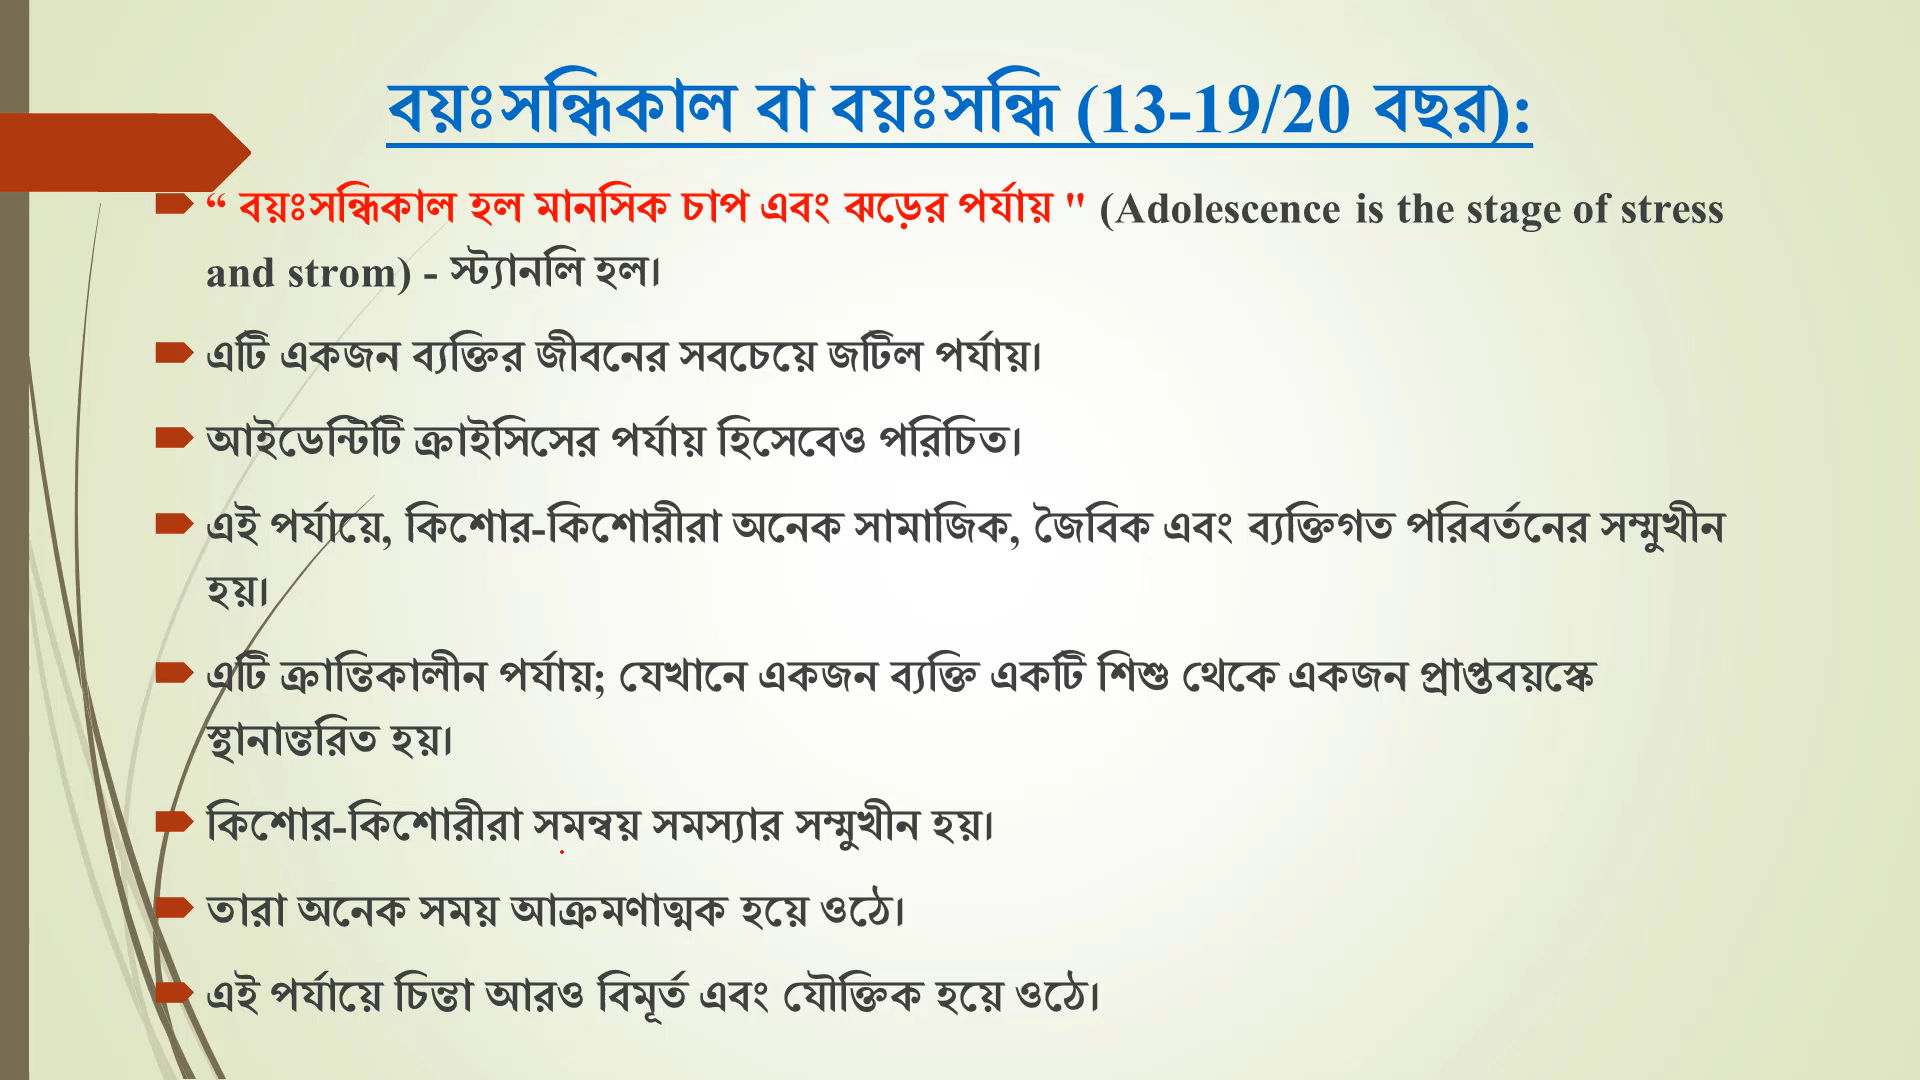 বয়ঃসন্ধিকাল বা বয়ঃসন্ধি (13-19/20 বছর):
“ বয়ঃসন্ধিকাল হল মানসিক চাপ এবং ঝড়ের পর্যায় " (Adolescence is the stage of stress
and strom) - স্ট্যানলি হল।
এটি একজন ব্যক্তির জীবনের সবচেয়ে জটিল পর্যায়।
আইডেন্টিটি ক্রাইসিসের পর্যায় হিসেবেও পরিচিত।
এই পর্যায়ে, কিশোর-কিশোরীরা অনেক সামাজিক, জৈবিক এবং ব্যক্তিগত পরিবর্তনের সম্মুখীন
হয়।
এটি ক্রান্তিকালীন পর্যায়; যেখানে একজন ব্যক্তি একটি শিশু থেকে একজন প্রাপ্তবয়স্কে
স্থানান্তরিত হয়।
কিশোর-কিশোরীরা সমন্বয় সমস্যার সম্মুখীন হয়।
তারা অনেক সময় আক্রমণাত্মক হয়ে ওঠে।
এই পর্যায়ে চিন্তা আরও বিমূর্ত এবং যৌক্তিক হয়ে ওঠে।